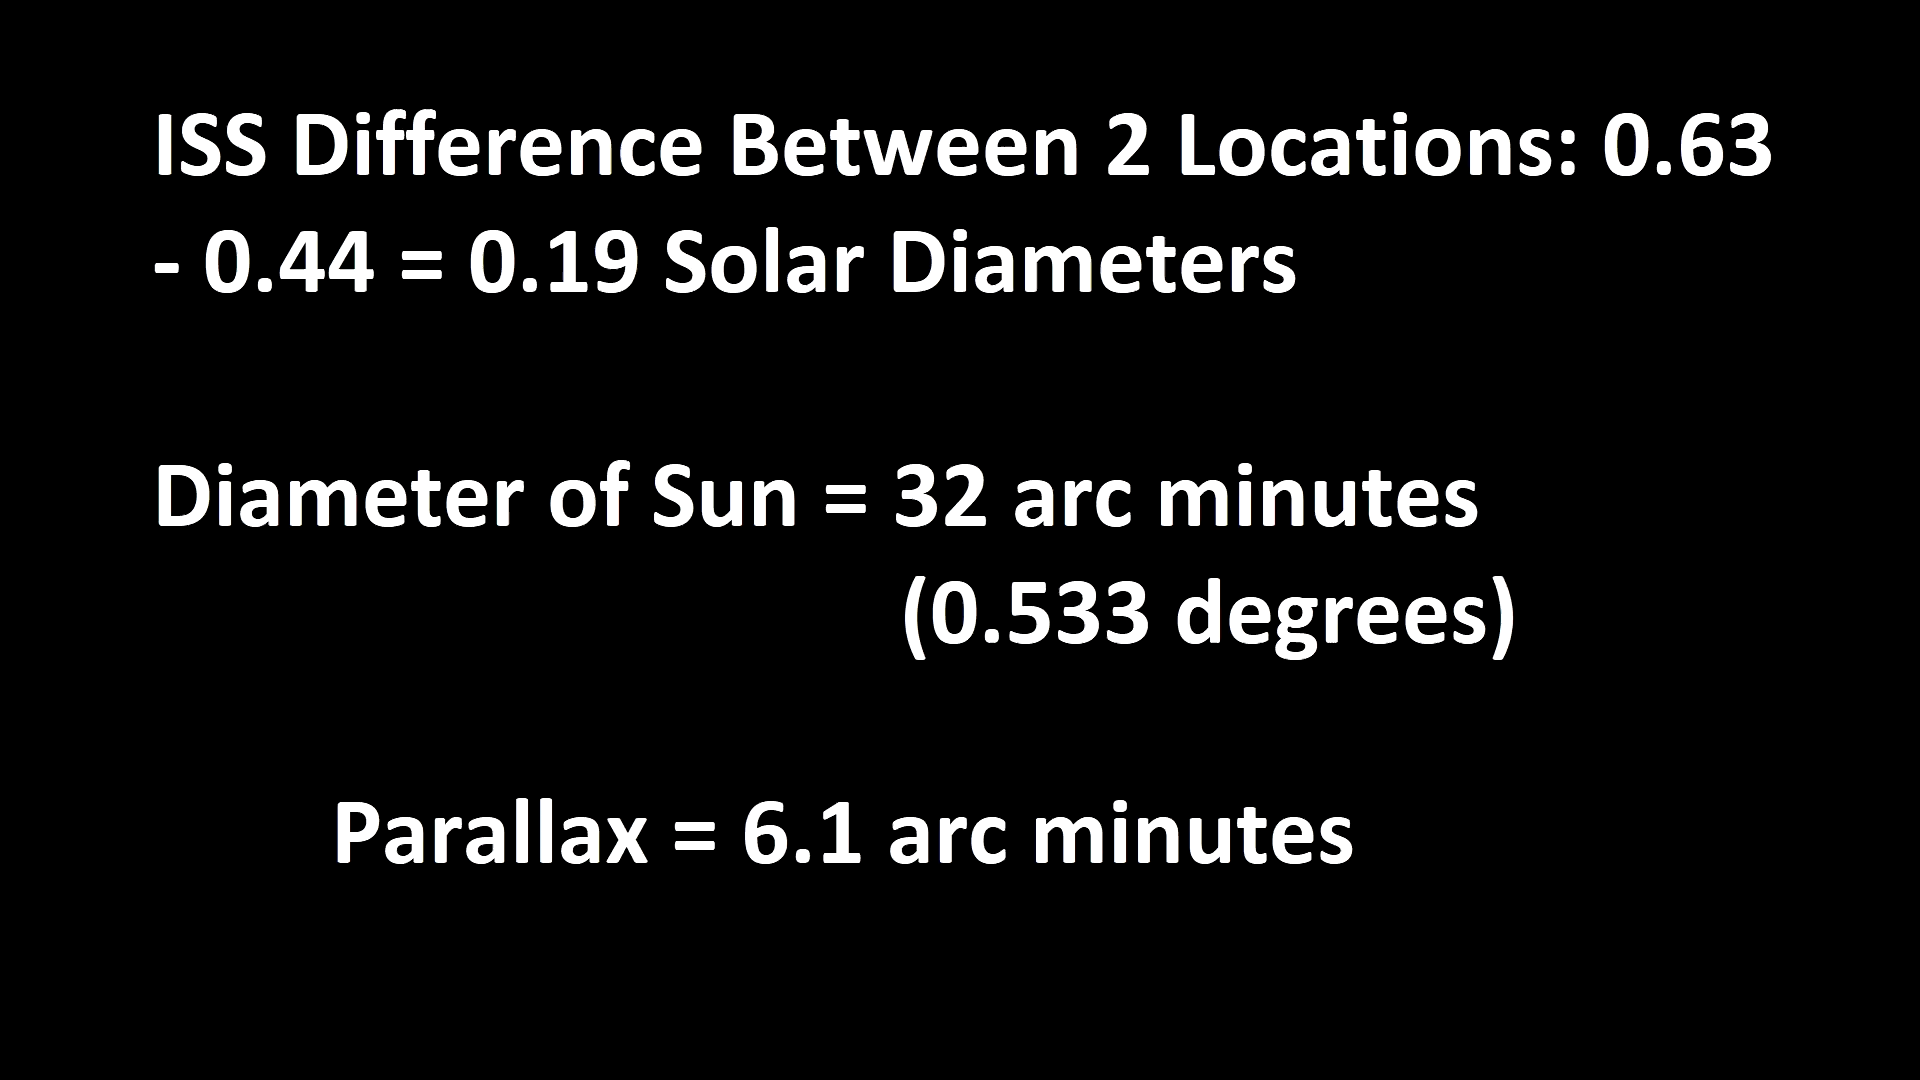 ISS Difference Between 2 Locations: 0.63
- 0.44 = 0.19 Solar Diameters
Diameter of Sun = 32 arc minutes
(0.533 degrees)
Parallax = 6.1 arc minutes